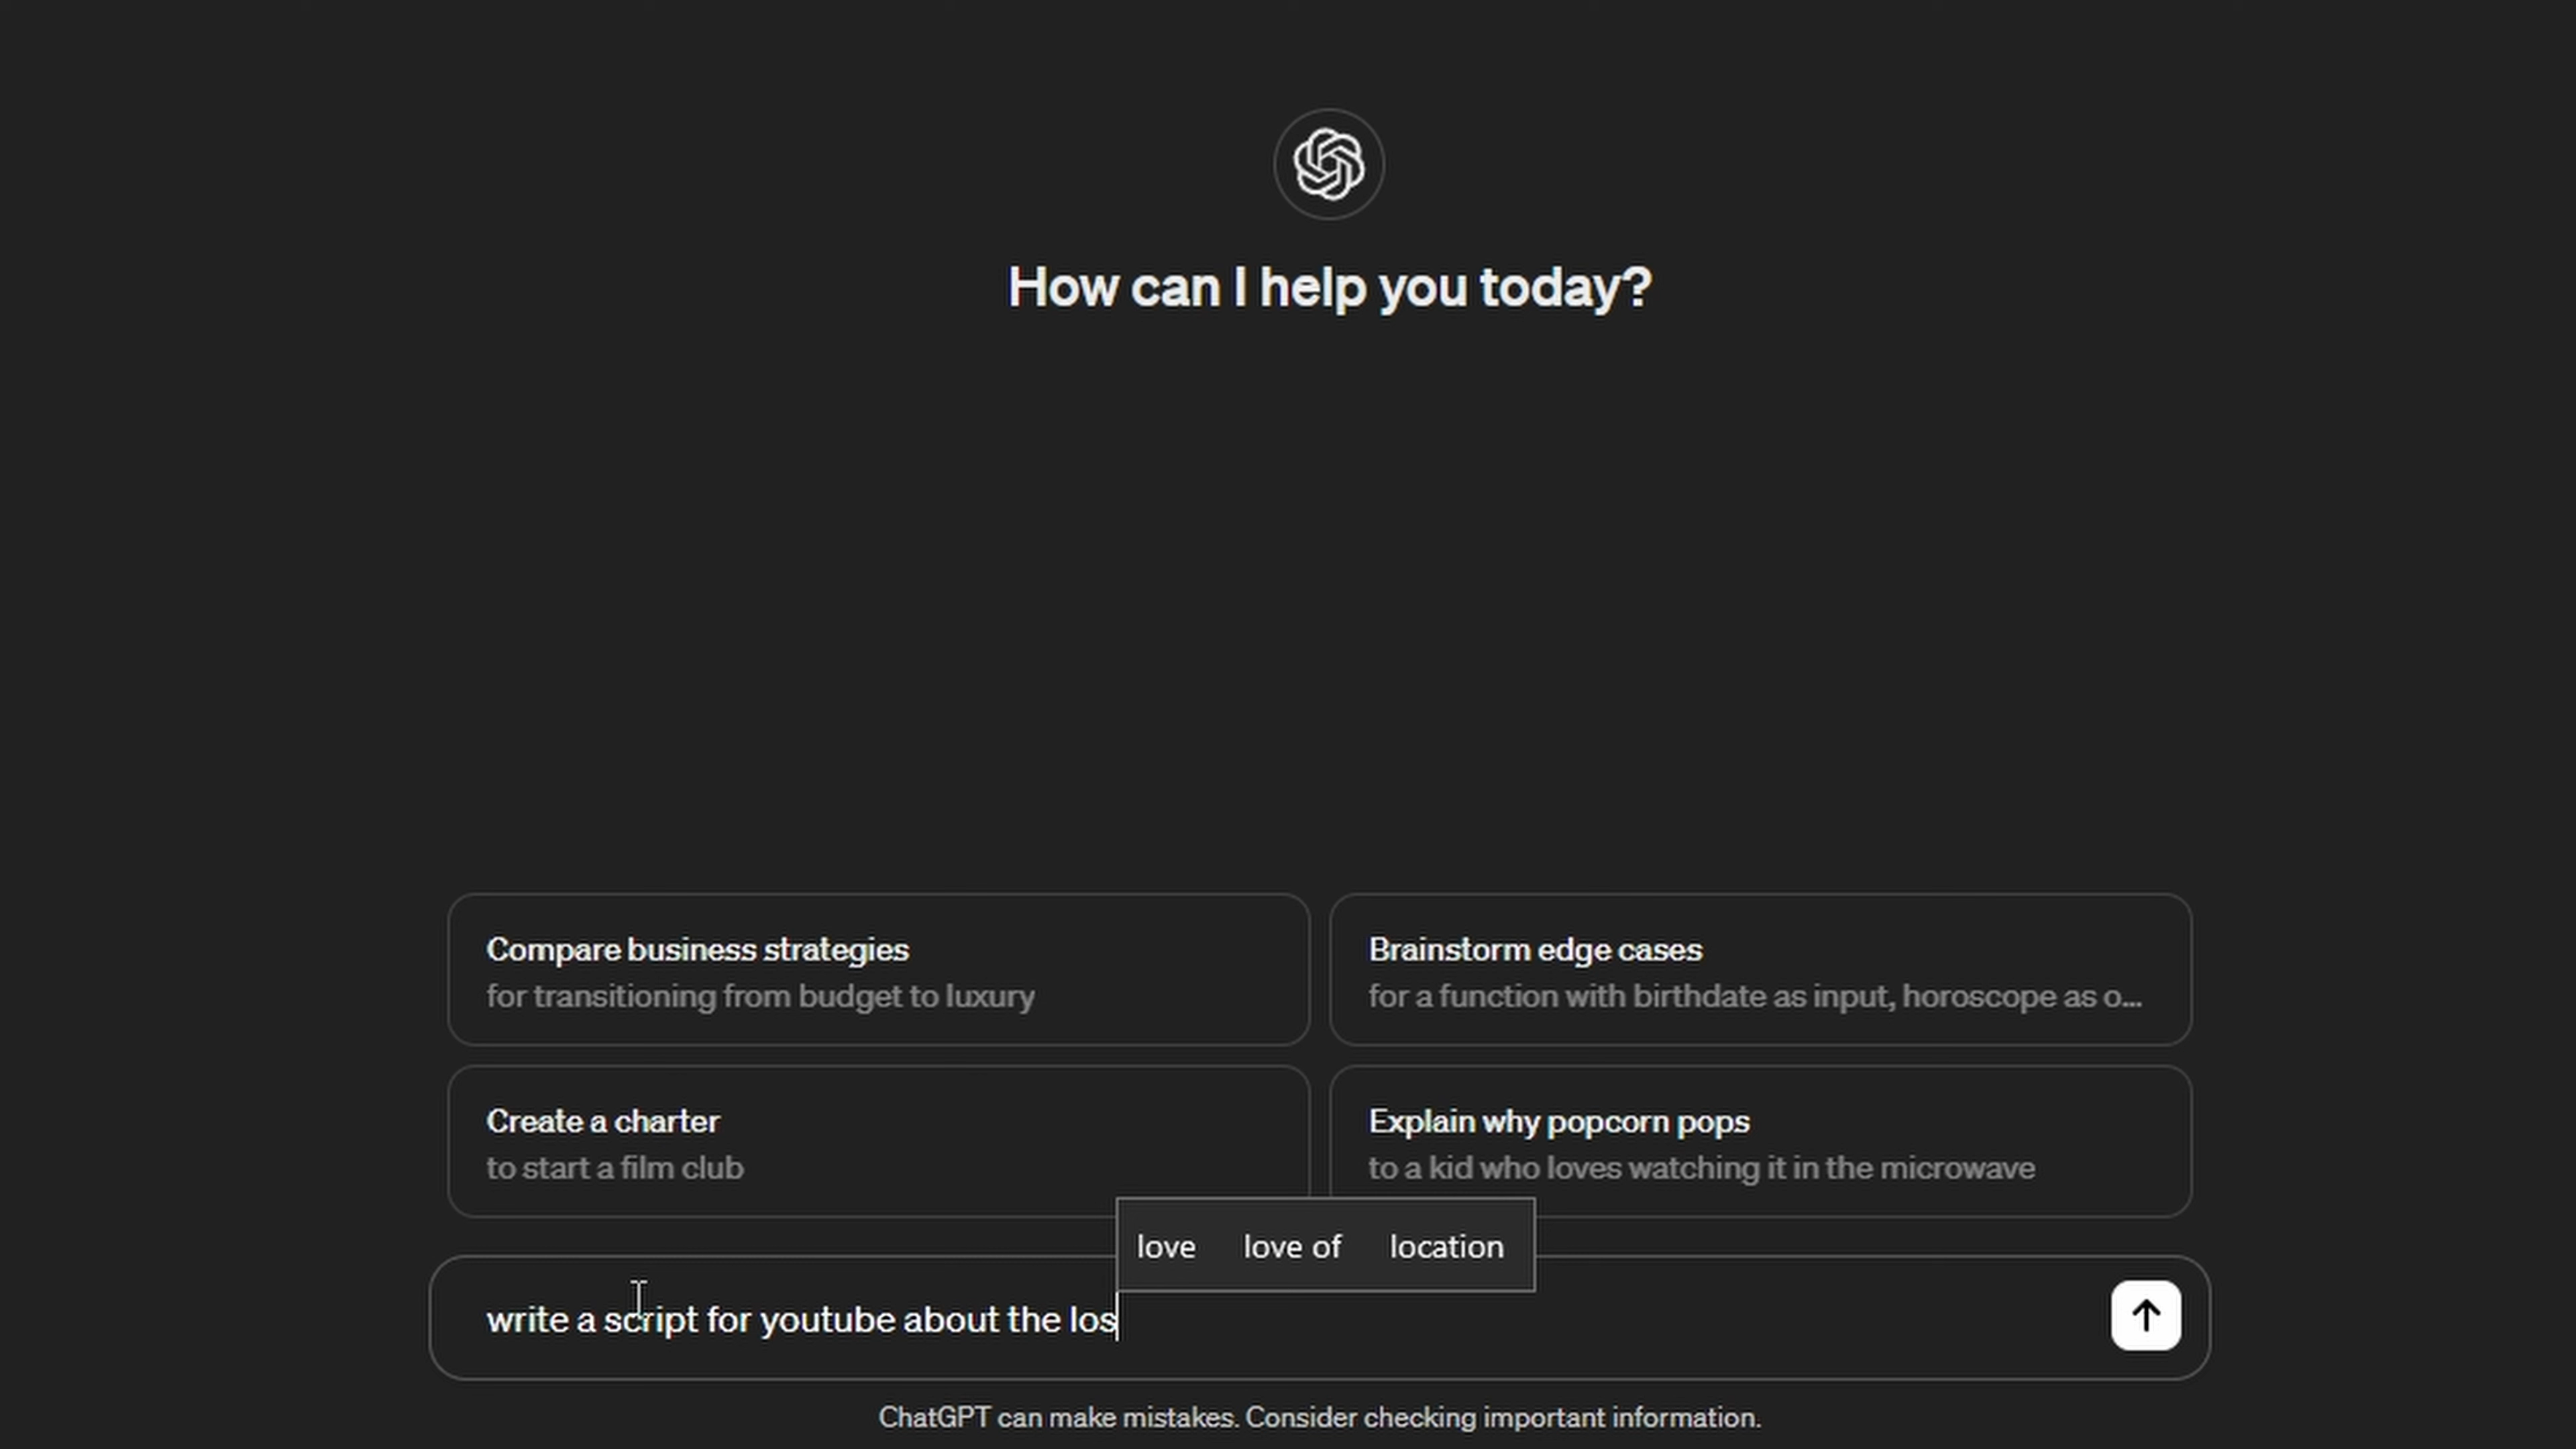 How can I help you today?
Compare business strategies
for transitioning from budget to luxury
Brainstorm edge cases
for a function with birthdate as input, horoscope as o...
Create a charter
to start a film club
Explain why popcorn pops
to a kid who loves watching it in the microwave
love love of location
write a script for youtube about the los
ChatGPT can make mistakes. Consider checking important information.